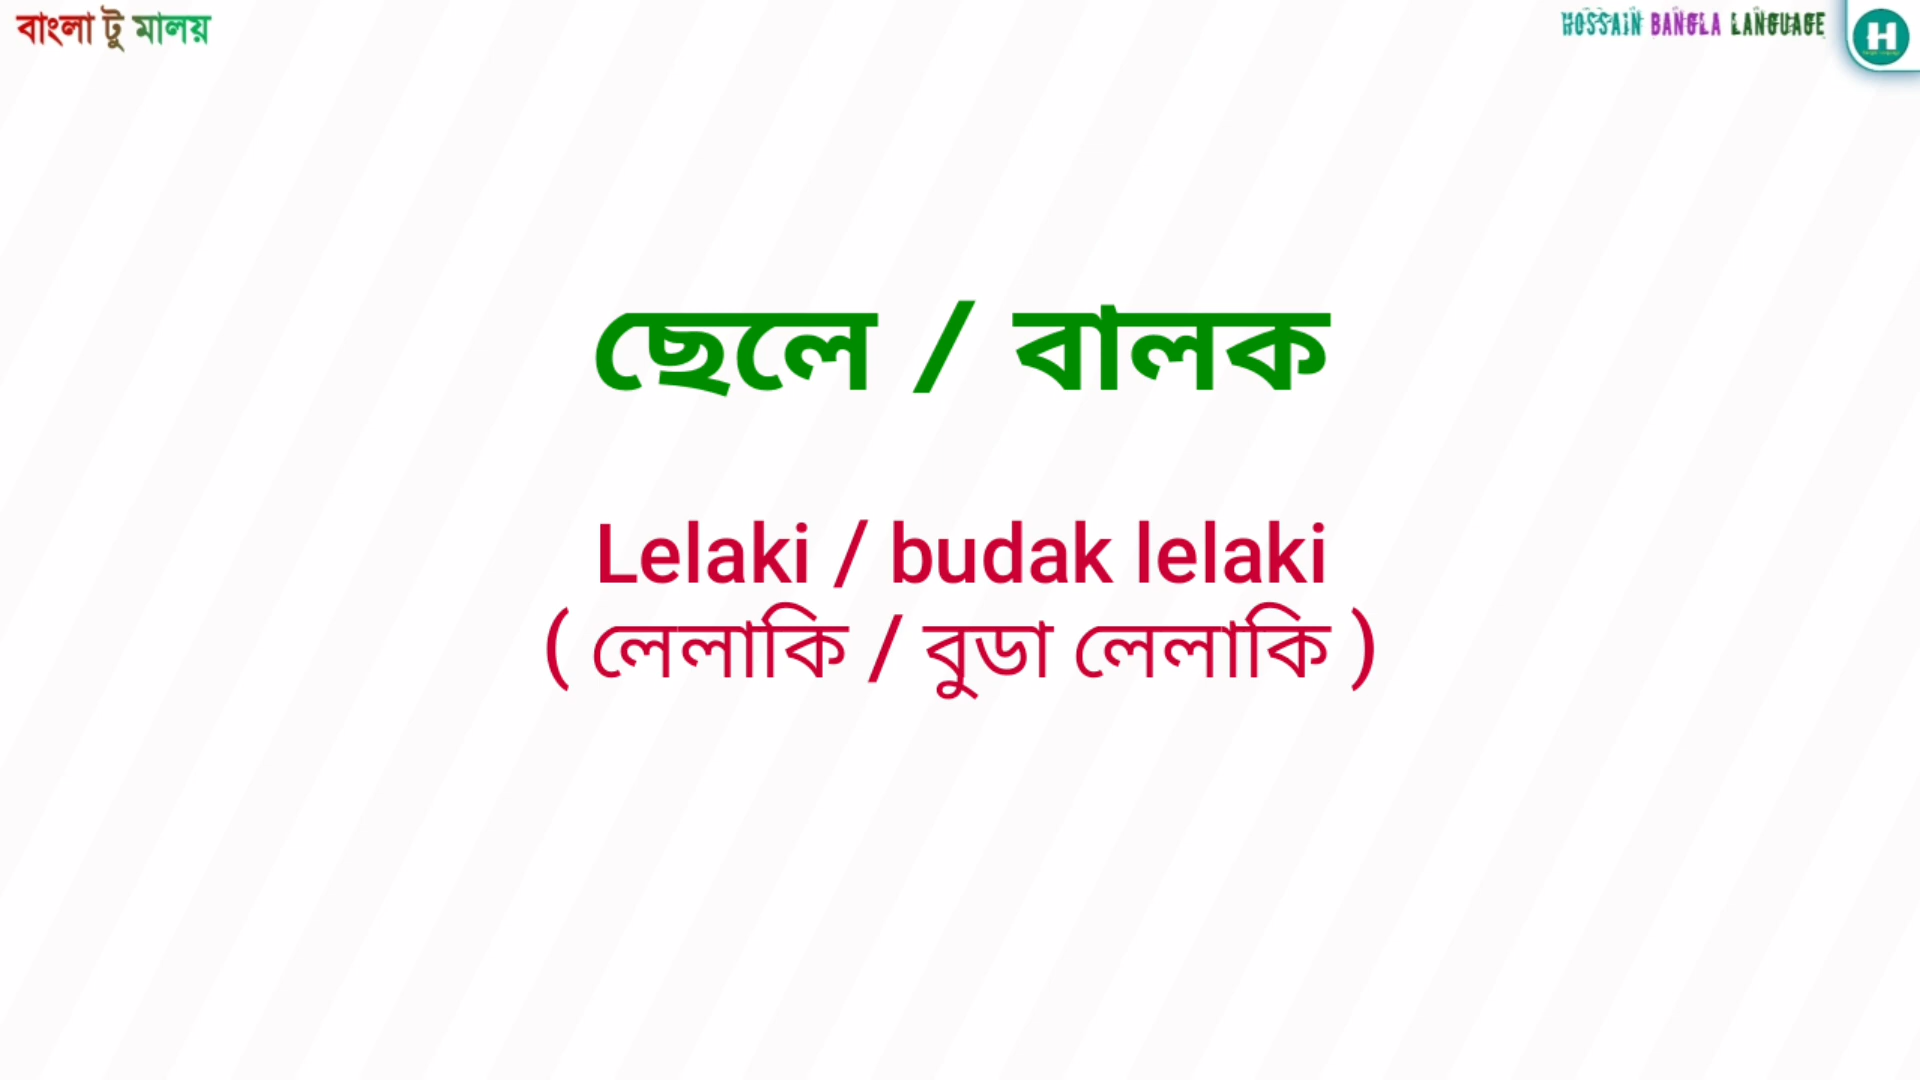 বাংলা টু মালয়
HOSSAIN BANGLA LANGUAGE
H
ছেলে / বালক
Lelaki / budak lelaki
( লেলাকি / বুডা লেলাকি )